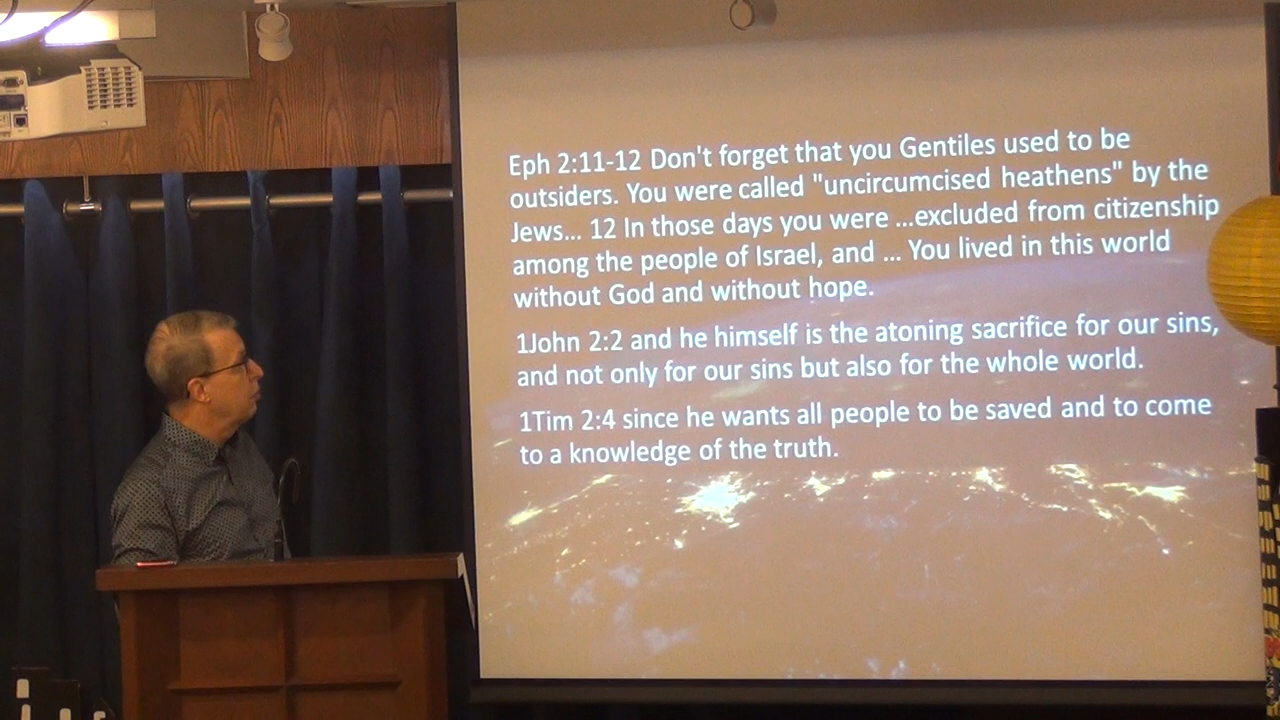 Eph 2:11-12 Don't forget that you Gentiles used to be
outsiders. You were called "uncircumcised heathens" by the
Jews... 12 In those days you were ...excluded from citizenship
among the people of Israel, and ... You lived in this world
without God and without hope.
1John 2:2 and he himself is the atoning sacrifice for our sins,
and not only for our sins but also for the whole world.
1Tim 2:4 since he wants all people to be saved and to come
to a knowledge of the truth.